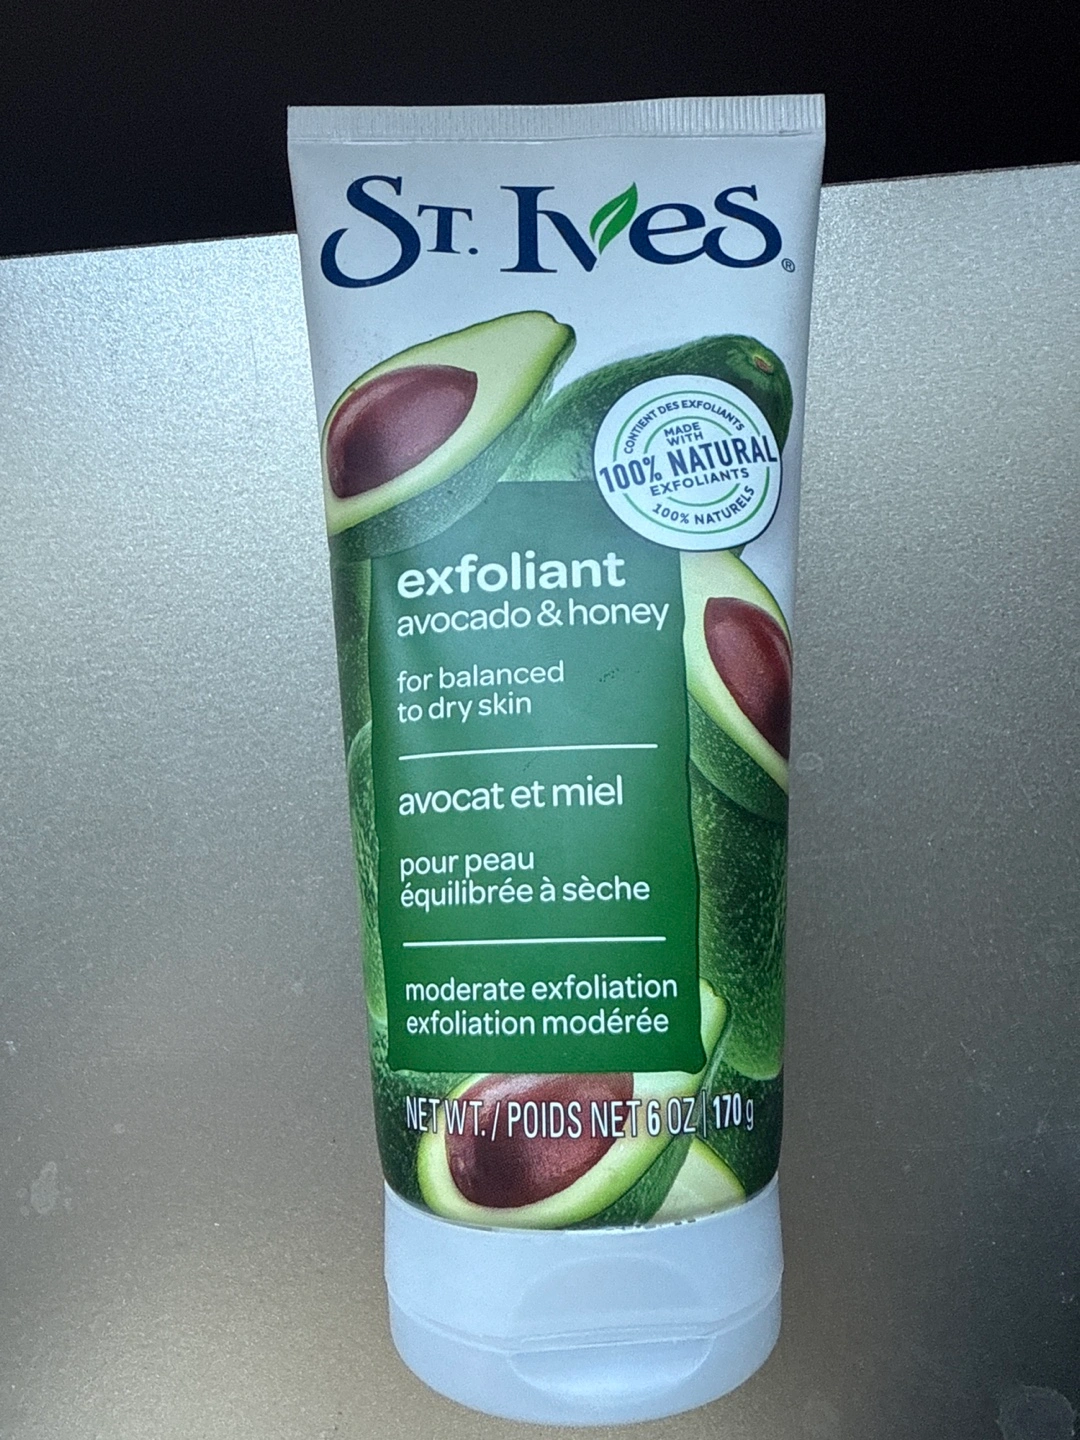 ST. Ives®
CONTIENT DES EXFOLIANTS
MADE
WITH
100% NATURAL
EXFOLIANTS
100% NATURELS
exfoliant
avocado & honey
for balanced
to dry skin
avocat et miel
pour peau
équilibrée à sèche
moderate exfoliation
exfoliation modérée
NET WT. / POIDS NET 6 OZ | 170 g